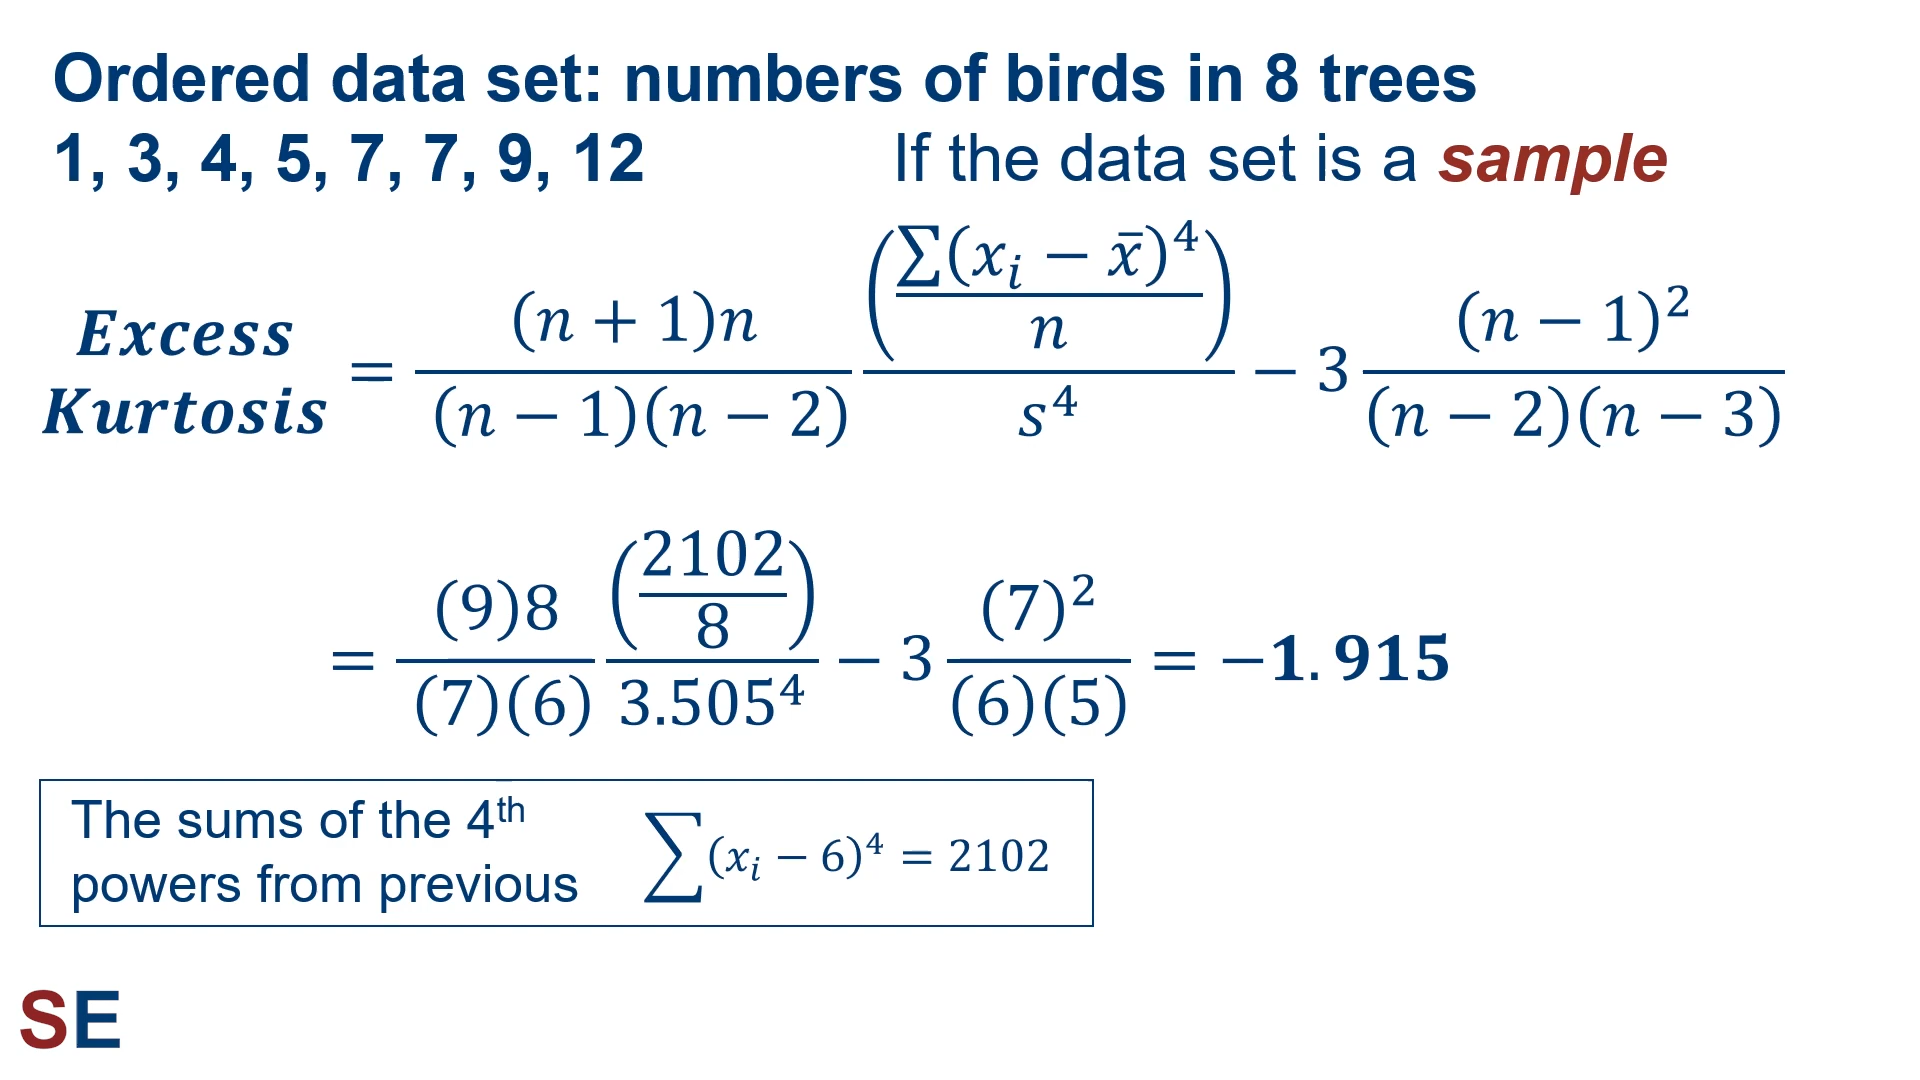 Ordered data set: numbers of birds in 8 trees
1, 3, 4, 5, 7, 7, 9, 12 If the data set is a sample
Excess Kurtosis = (n + 1)n / (n − 1)(n − 2) (∑(xᵢ − x̄)⁴ / n) / s⁴ − 3 (n − 1)² / (n − 2)(n − 3)
= (9)8 / (7)(6) (2102 / 8) / 3.505⁴ − 3 (7)² / (6)(5) = −1.915
The sums of the 4th
powers from previous
∑(xᵢ − 6)⁴ = 2102
SE